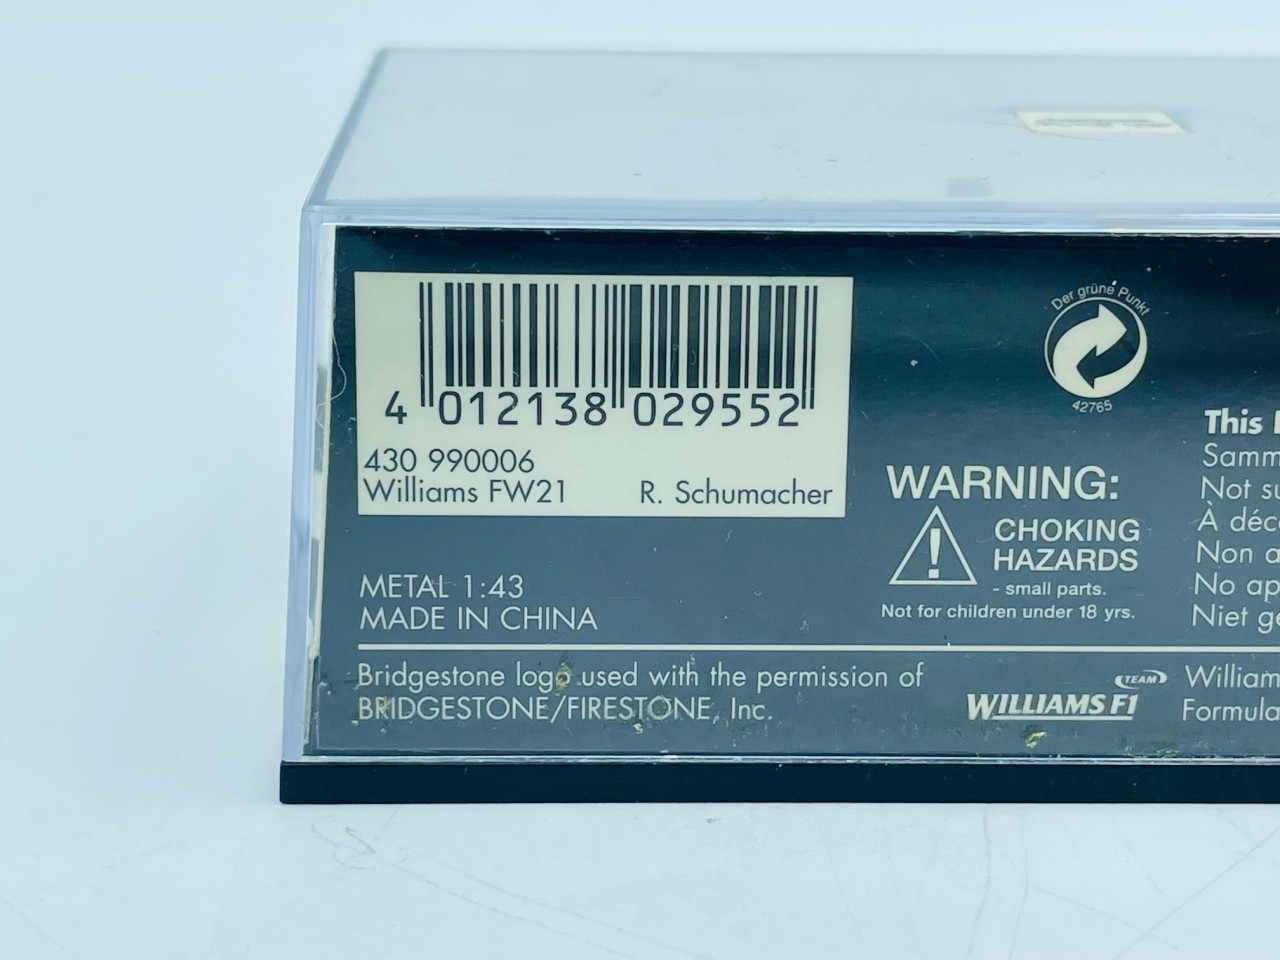 4 012138 029552
430 990006
Williams FW21 R. Schumacher
METAL 1:43
MADE IN CHINA
Der grüne Punkt
42765
WARNING:
CHOKING
HAZARDS
- small parts.
Not for children under 18 yrs.
This
Samm
Not su
À déc
Non a
No ap
Niet ge
Bridgestone logo used with the permission of
BRIDGESTONE/FIRESTONE, Inc.
TEAM
WILLIAMS F1
William
Formula